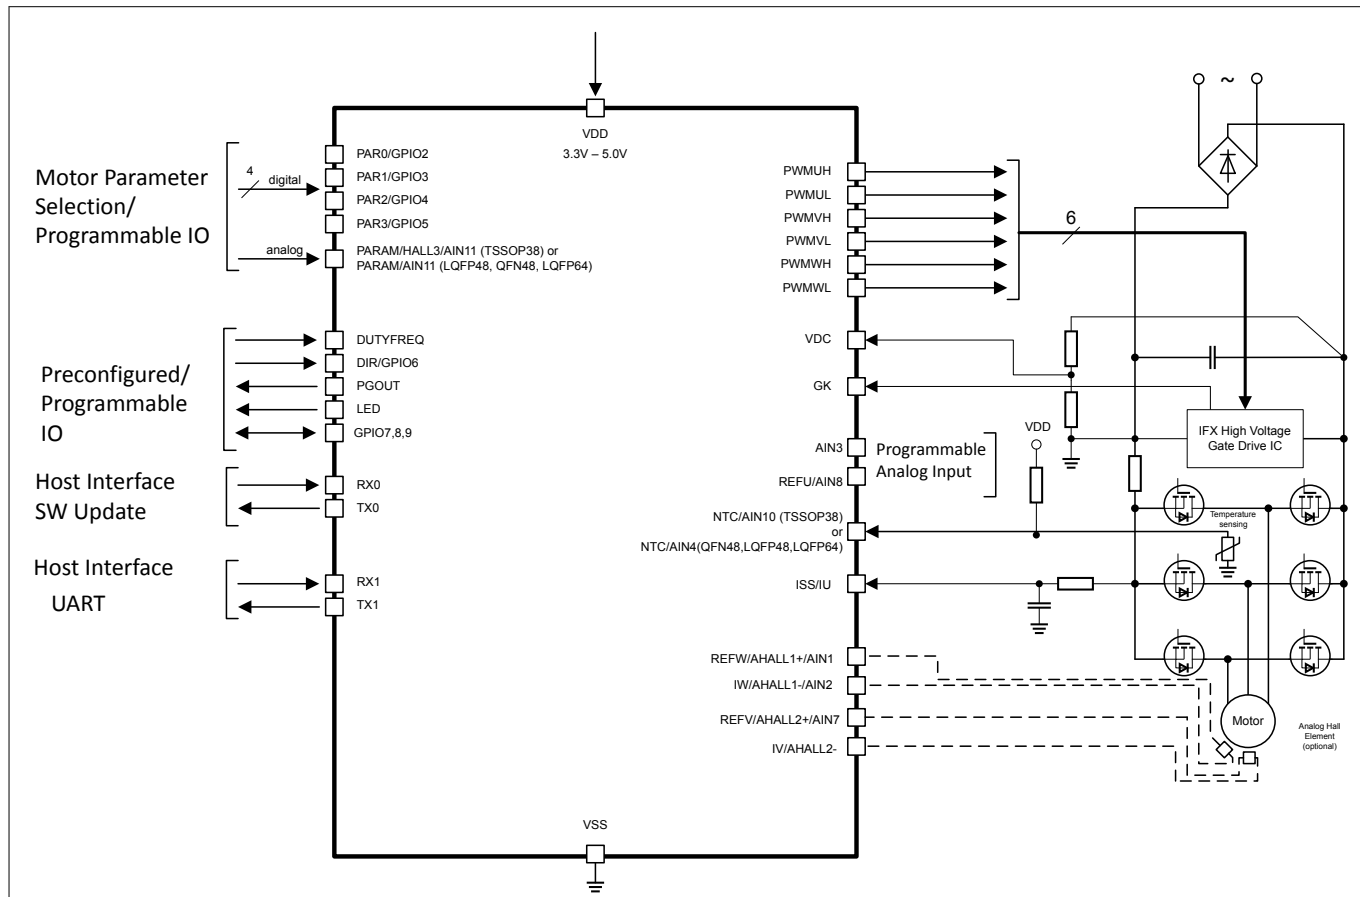 VDD
3.3V – 5.0V
Motor Parameter
Selection/
Programmable IO
4
digital
analog
PAR0/GPIO2
PAR1/GPIO3
PAR2/GPIO4
PAR3/GPIO5
PARAM/HALL3/AIN11 (TSSOP38) or
PARAM/AIN11 (LQFP48, QFN48, LQFP64)
Preconfigured/
Programmable
IO
DUTYFREQ
DIR/GPIO6
PGOUT
LED
GPIO7,8,9
Host Interface
SW Update
RX0
TX0
Host Interface
UART
RX1
TX1
PWMUH
PWMUL
PWMVH
PWMVL
PWMWH
PWMWL
6
~
VDC
GK
AIN3
REFU/AIN8
Programmable
Analog Input
VDD
IFX High Voltage
Gate Drive IC
NTC/AIN10 (TSSOP38)
or
NTC/AIN4(QFN48,LQFP48,LQFP64)
Temperature
sensing
ISS/IU
REFW/AHALL1+/AIN1
IW/AHALL1-/AIN2
REFV/AHALL2+/AIN7
IV/AHALL2-
Motor
Analog Hall
Element
(optional)
VSS